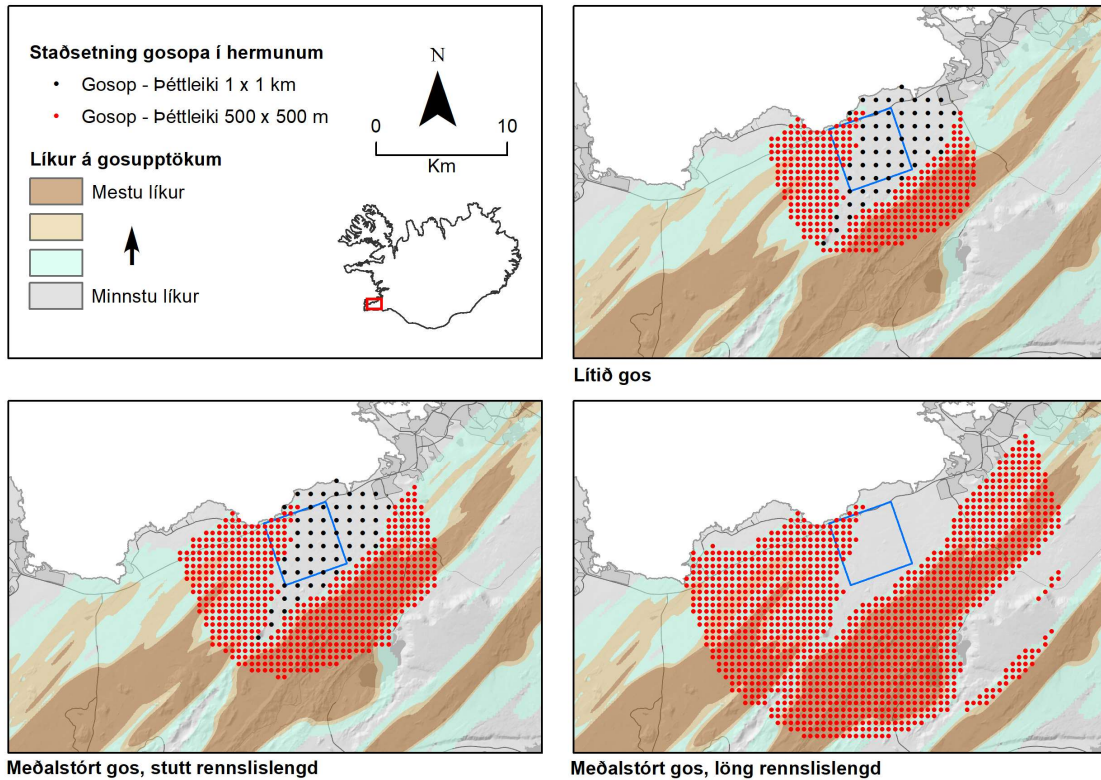 Staðsetning gosopa í hermunum
Gosop - Þéttleiki 1 x 1 km
Gosop - Þéttleiki 500 x 500 m
Líkur á gosupptökum
Mestu líkur
Minnstu líkur
N
0 10
Km
Lítið gos
Meðalstórt gos, stutt rennslislengd
Meðalstórt gos, löng rennslislengd